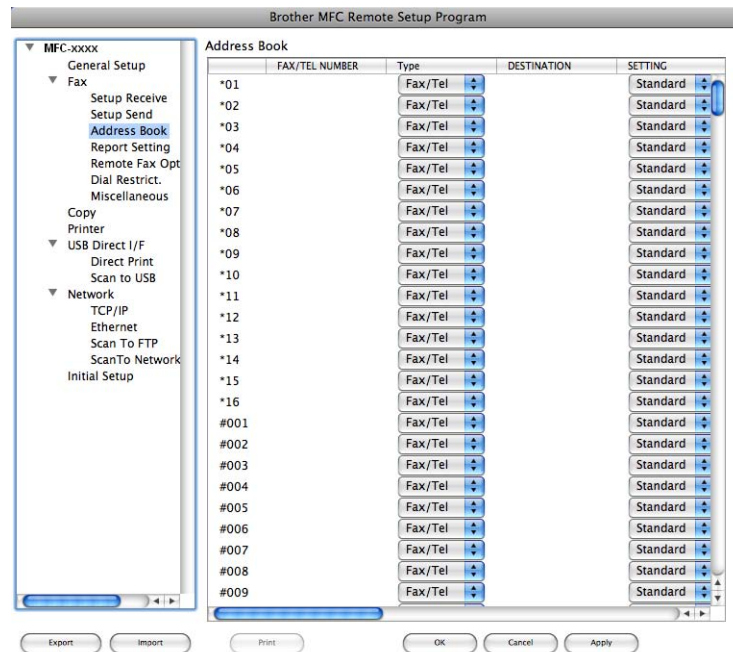 Brother MFC Remote Setup Program
MFC-xxxx
General Setup
Fax
Setup Receive
Setup Send
Address Book
Report Setting
Remote Fax Opt
Dial Restrict.
Miscellaneous
Copy
Printer
USB Direct I/F
Direct Print
Scan to USB
Network
TCP/IP
Ethernet
Scan To FTP
ScanTo Network
Initial Setup
Address Book
FAX/TEL NUMBER Type DESTINATION SETTING
*01 Fax/Tel Standard
*02 Fax/Tel Standard
*03 Fax/Tel Standard
*04 Fax/Tel Standard
*05 Fax/Tel Standard
*06 Fax/Tel Standard
*07 Fax/Tel Standard
*08 Fax/Tel Standard
*09 Fax/Tel Standard
*10 Fax/Tel Standard
*11 Fax/Tel Standard
*12 Fax/Tel Standard
*13 Fax/Tel Standard
*14 Fax/Tel Standard
*15 Fax/Tel Standard
*16 Fax/Tel Standard
#001 Fax/Tel Standard
#002 Fax/Tel Standard
#003 Fax/Tel Standard
#004 Fax/Tel Standard
#005 Fax/Tel Standard
#006 Fax/Tel Standard
#007 Fax/Tel Standard
#008 Fax/Tel Standard
#009 Fax/Tel Standard
Export Import Print OK Cancel Apply